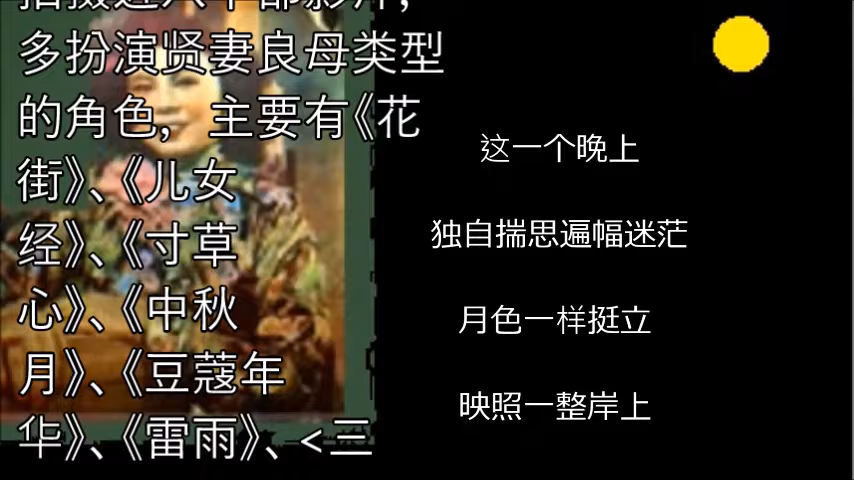 多扮演贤妻良母类型
的角色，主要有《花
街》、《儿女
经》、《寸草
心》、《中秋
月》、《豆蔻年
华》、《雷雨》、<三
这一个晚上
独自揣思遍幅迷茫
月色一样挺立
映照一整岸上